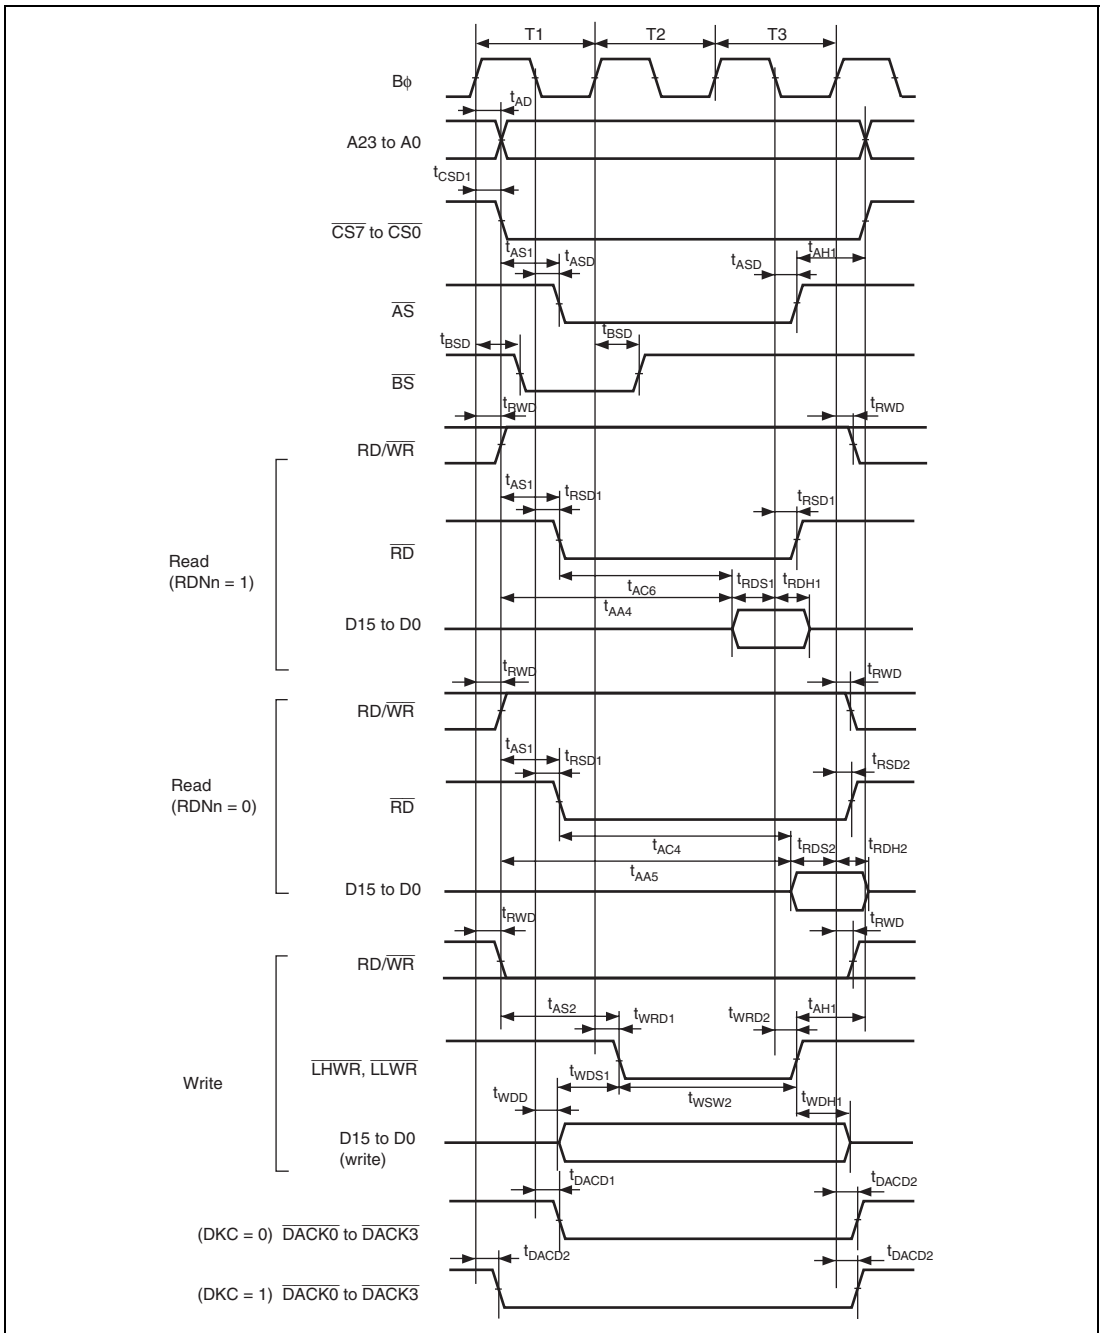 T1 T2 T3
Bϕ
tAD
A23 to A0
tCSD1
CS7 to CS0
tAS1 tASD tASD tAH1
AS
tBSD tBSD
BS
tRWD tRWD
RD/WR
tAS1 tRSD1 tRSD1
RD
Read
(RDNn = 1)
tAC6 tRDS1 tRDH1
tAA4
D15 to D0
tRWD tRWD
RD/WR
tAS1 tRSD1 tRSD2
Read
(RDNn = 0)
RD
tAC4 tRDS2 tRDH2
tAA5
D15 to D0
tRWD tRWD
RD/WR
tAS2 tWRD1 tWRD2 tAH1
LHWR, LLWR
Write
tWDD tWDS1 tWSW2 tWDH1
D15 to D0
(write)
tDACD1 tDACD2
(DKC = 0) DACK0 to DACK3
tDACD2 tDACD2
(DKC = 1) DACK0 to DACK3